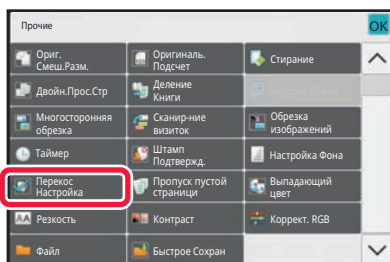 Прочие
OK
Ориг.
Смеш.Разм.
Оригиналь.
Подсчет
Стирание
Двойн.Прос.Стр
Деление
Книги
Многосторонняя
обрезка
Сканир-ние
визиток
Обрезка
изображений
Таймер
Штамп
Подтвержд.
Настройка Фона
Перекос
Настройка
Пропуск пустой
страници
Выпадающий
цвет
Резкость
Контраст
Коррект. RGB
Файл
Быстрое Сохран